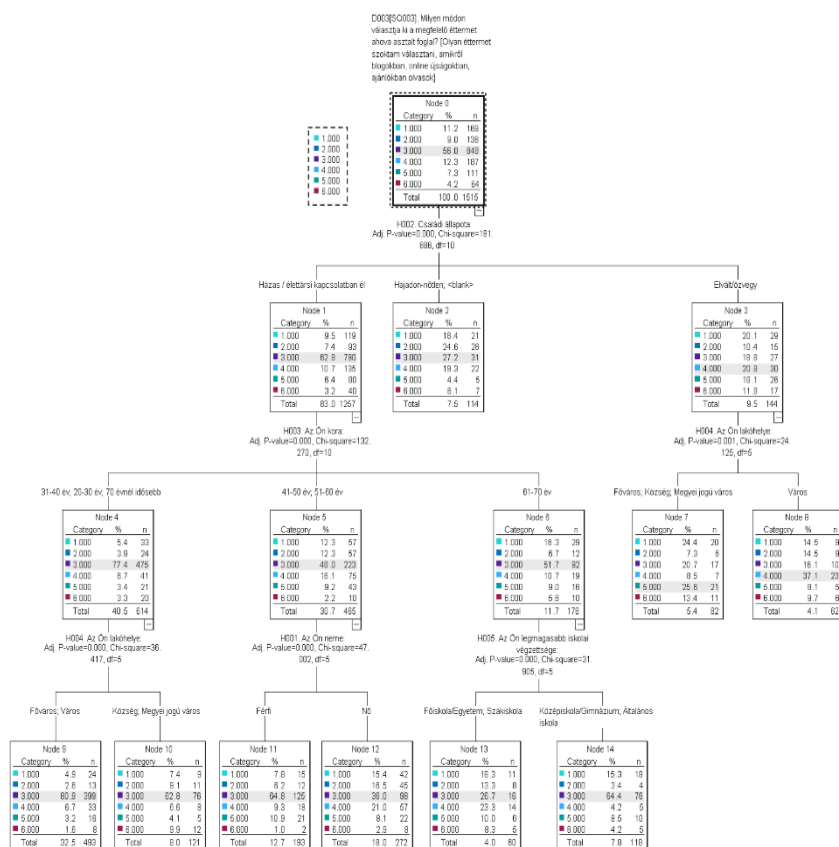 D003[SQ003]. Milyen módon
választja ki a megfelelő éttermet
ahova asztalt foglal? [Olyan éttermet
szoktam választani, amikről
blogokban, online újságokban,
ajánlókban olvasok]
Node 0
Category % n
1.000 11.2 169
2.000 9.0 136
3.000 56.0 848
4.000 12.3 187
5.000 7.3 111
6.000 4.2 64
Total 100.0 1515
1.000
2.000
3.000
4.000
5.000
6.000
H002. Családi állapota:
Adj. P-value=0.000, Chi-square=181.
686, df=10
Házas / élettársi kapcsolatban él
Node 1
Category % n
1.000 9.5 119
2.000 7.4 93
3.000 62.8 790
4.000 10.7 135
5.000 6.4 80
6.000 3.2 40
Total 83.0 1257
Hajadon-nőtlen; <blank>
Node 2
Category % n
1.000 18.4 21
2.000 24.6 28
3.000 27.2 31
4.000 19.3 22
5.000 4.4 5
6.000 6.1 7
Total 7.5 114
Elvált/özvegy
Node 3
Category % n
1.000 20.1 29
2.000 10.4 15
3.000 18.8 27
4.000 20.8 30
5.000 18.1 26
6.000 11.8 17
Total 9.5 144
H003. Az Ön kora:
Adj. P-value=0.000, Chi-square=132.
270, df=10
H004. Az Ön lakóhelye:
Adj. P-value=0.001, Chi-square=24.
125, df=5
31-40 év; 20-30 év; 70 évnél idősebb
Node 4
Category % n
1.000 5.4 33
2.000 3.9 24
3.000 77.4 475
4.000 6.7 41
5.000 3.4 21
6.000 3.3 20
Total 40.5 614
41-50 év; 51-60 év
Node 5
Category % n
1.000 12.3 57
2.000 12.3 57
3.000 48.0 223
4.000 16.1 75
5.000 9.2 43
6.000 2.2 10
Total 30.7 465
61-70 év
Node 6
Category % n
1.000 16.3 29
2.000 6.7 12
3.000 51.7 92
4.000 10.7 19
5.000 9.0 16
6.000 5.6 10
Total 11.7 178
Főváros; Község; Megyei jogú város
Node 7
Category % n
1.000 24.4 20
2.000 7.3 6
3.000 20.7 17
4.000 8.5 7
5.000 25.6 21
6.000 13.4 11
Total 5.4 82
Város
Node 8
Category % n
1.000 14.5 9
2.000 14.5 9
3.000 16.1 10
4.000 37.1 23
5.000 8.1 5
6.000 9.7 6
Total 4.1 62
H004. Az Ön lakóhelye:
Adj. P-value=0.000, Chi-square=36.
417, df=5
H001. Az Ön neme:
Adj. P-value=0.000, Chi-square=47.
002, df=5
H005. Az Ön legmagasabb iskolai
végzettsége:
Adj. P-value=0.000, Chi-square=31.
905, df=5
Főváros; Város
Node 9
Category % n
1.000 4.9 24
2.000 2.6 13
3.000 80.9 399
4.000 6.7 33
5.000 3.2 16
6.000 1.6 8
Total 32.5 493
Község; Megyei jogú város
Node 10
Category % n
1.000 7.4 9
2.000 9.1 11
3.000 62.8 76
4.000 6.6 8
5.000 4.1 5
6.000 9.9 12
Total 8.0 121
Férfi
Node 11
Category % n
1.000 7.8 15
2.000 6.2 12
3.000 64.8 125
4.000 9.3 18
5.000 10.9 21
6.000 1.0 2
Total 12.7 193
Nő
Node 12
Category % n
1.000 15.4 42
2.000 16.5 45
3.000 36.0 98
4.000 21.0 57
5.000 8.1 22
6.000 2.9 8
Total 18.0 272
Főiskola/Egyetem; Szakiskola
Node 13
Category % n
1.000 18.3 11
2.000 13.3 8
3.000 26.7 16
4.000 23.3 14
5.000 10.0 6
6.000 8.3 5
Total 4.0 60
Középiskola/Gimnázium; Általános
iskola
Node 14
Category % n
1.000 15.3 18
2.000 3.4 4
3.000 64.4 76
4.000 4.2 5
5.000 8.5 10
6.000 4.2 5
Total 7.8 118